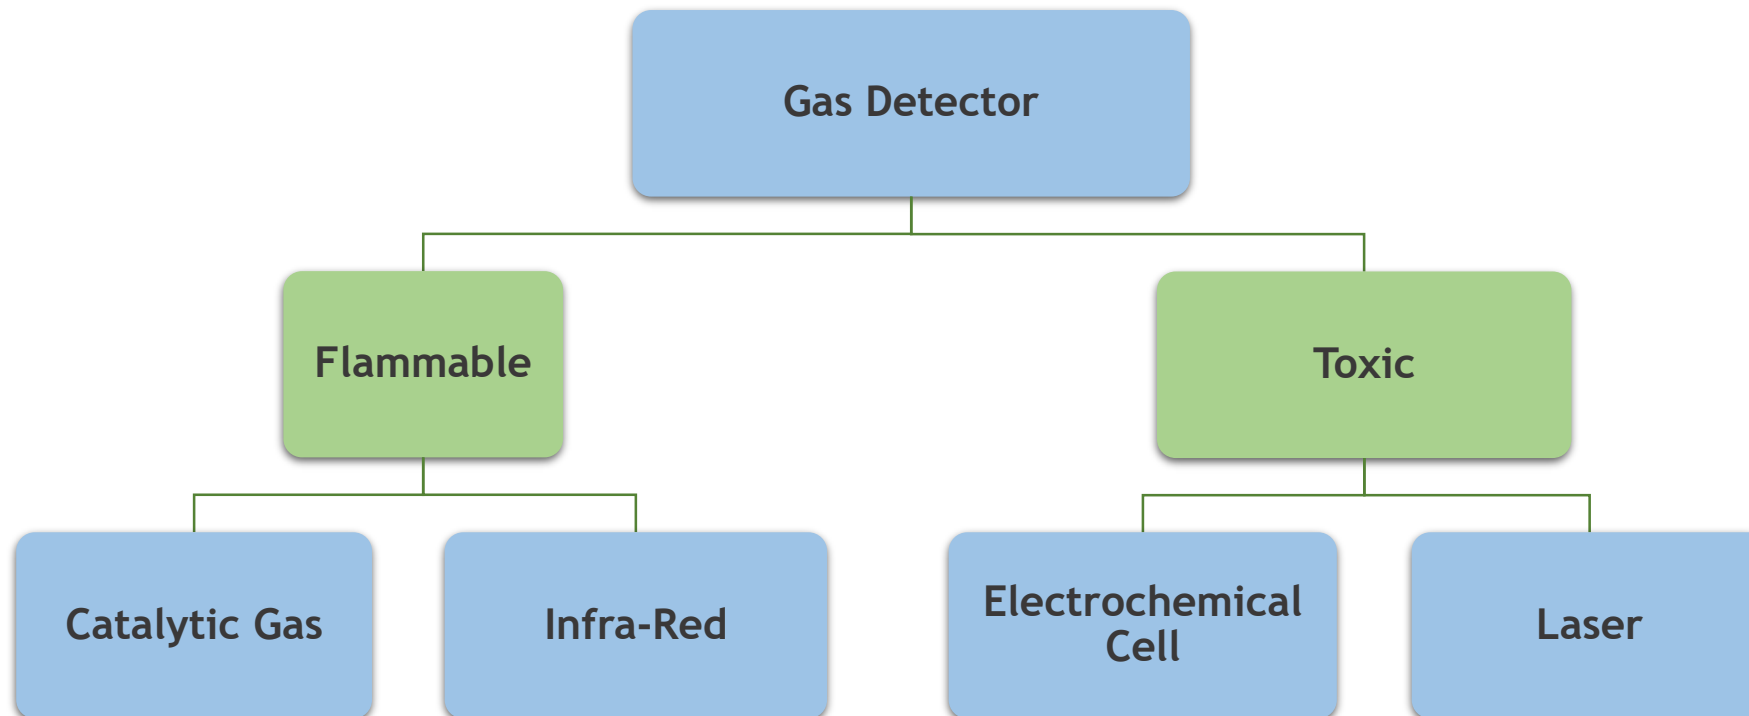 Gas Detector
Flammable
Toxic
Catalytic Gas
Infra-Red
Electrochemical
Cell
Laser